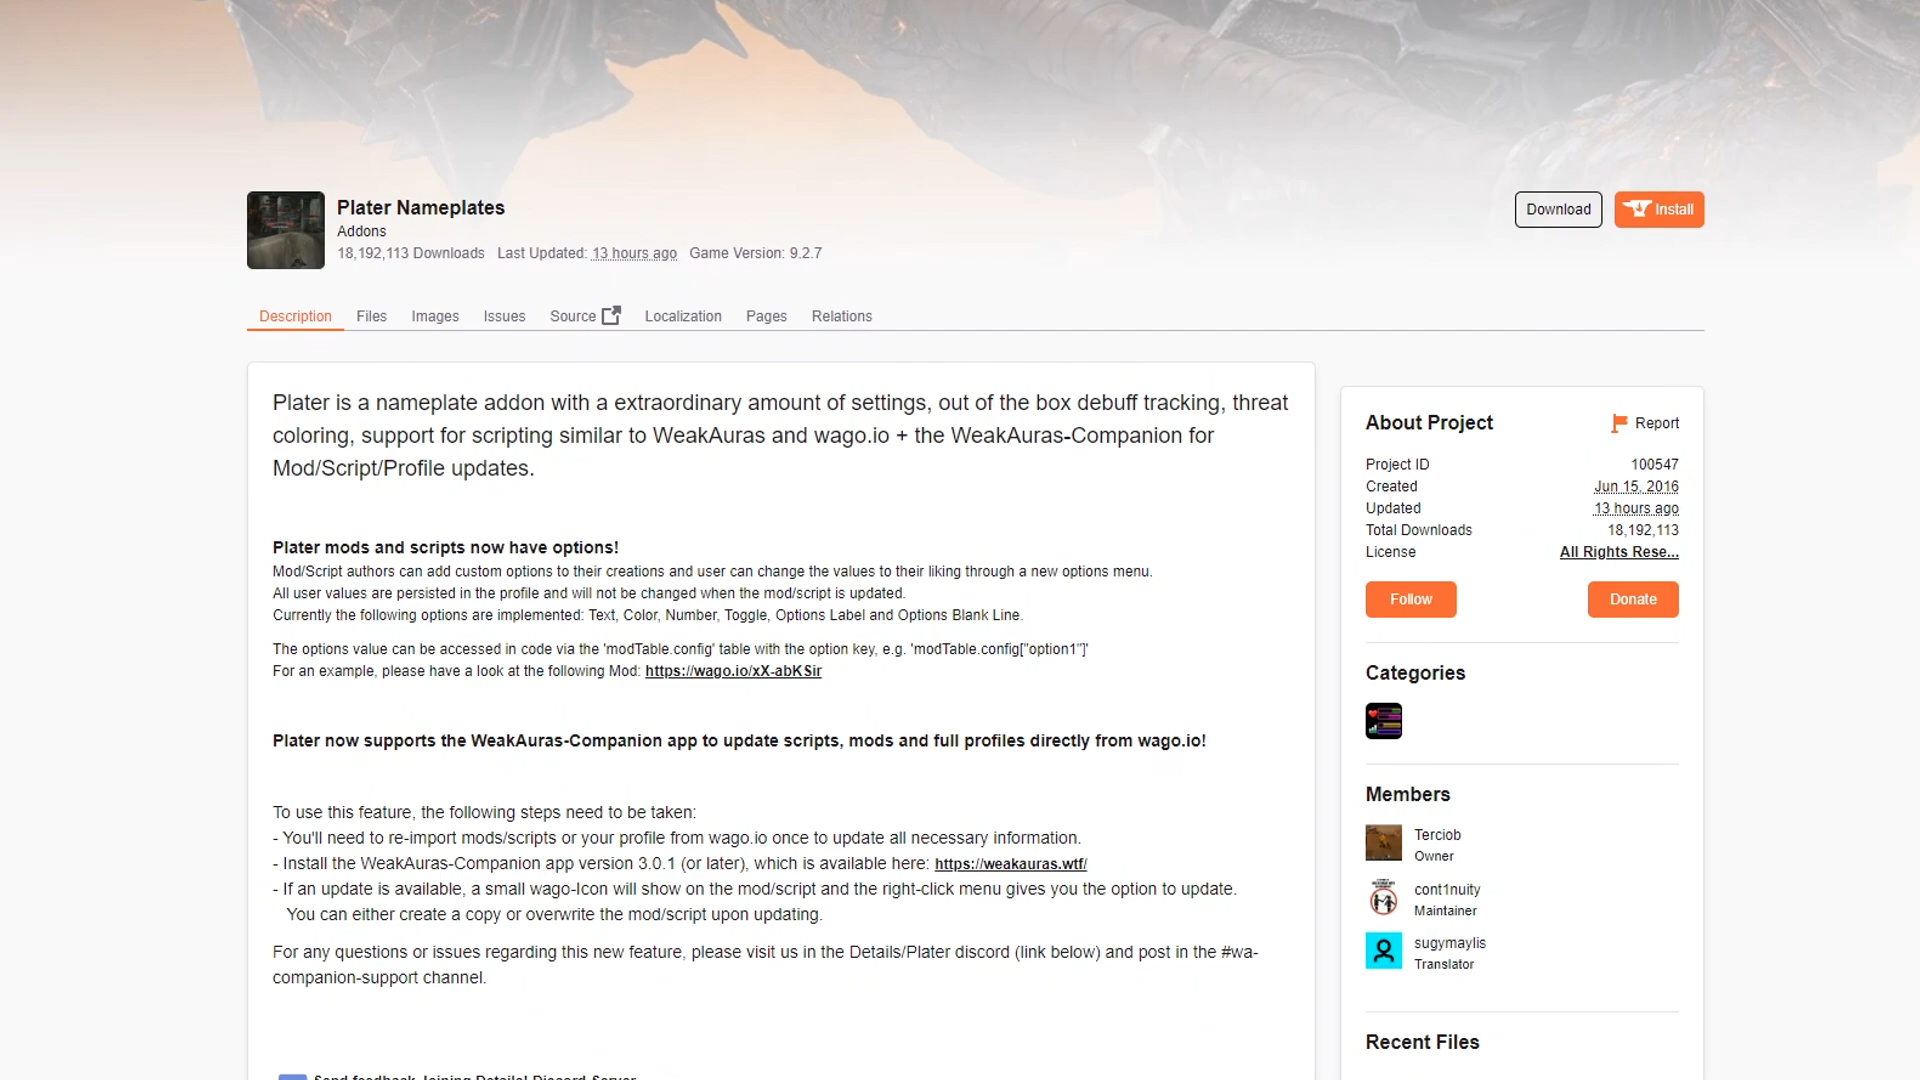 Plater Nameplates
Addons
18,192,113 Downloads Last Updated: 13 hours ago Game Version: 9.2.7
Download
Install
Description Files Images Issues Source Localization Pages Relations
Plater is a nameplate addon with a extraordinary amount of settings, out of the box debuff tracking, threat
coloring, support for scripting similar to WeakAuras and wago.io + the WeakAuras-Companion for
Mod/Script/Profile updates.
Plater mods and scripts now have options!
Mod/Script authors can add custom options to their creations and user can change the values to their liking through a new options menu.
All user values are persisted in the profile and will not be changed when the mod/script is updated.
Currently the following options are implemented: Text, Color, Number, Toggle, Options Label and Options Blank Line.
The options value can be accessed in code via the 'modTable.config' table with the option key, e.g. 'modTable.config["option1"]'
For an example, please have a look at the following Mod: https://wago.io/xX-abKSir
Plater now supports the WeakAuras-Companion app to update scripts, mods and full profiles directly from wago.io!
To use this feature, the following steps need to be taken:
- You'll need to re-import mods/scripts or your profile from wago.io once to update all necessary information.
- Install the WeakAuras-Companion app version 3.0.1 (or later), which is available here: https://weakauras.wtf/
- If an update is available, a small wago-Icon will show on the mod/script and the right-click menu gives you the option to update.
You can either create a copy or overwrite the mod/script upon updating.
For any questions or issues regarding this new feature, please visit us in the Details/Plater discord (link below) and post in the #wa-
companion-support channel.
Send feedback Joining Details! Discord Server
About Project
Report
Project ID 100547
Created Jun 15, 2016
Updated 13 hours ago
Total Downloads 18,192,113
License All Rights Rese...
Follow
Donate
Categories
Members
Terciob
Owner
cont1nuity
Maintainer
sugymaylis
Translator
Recent Files